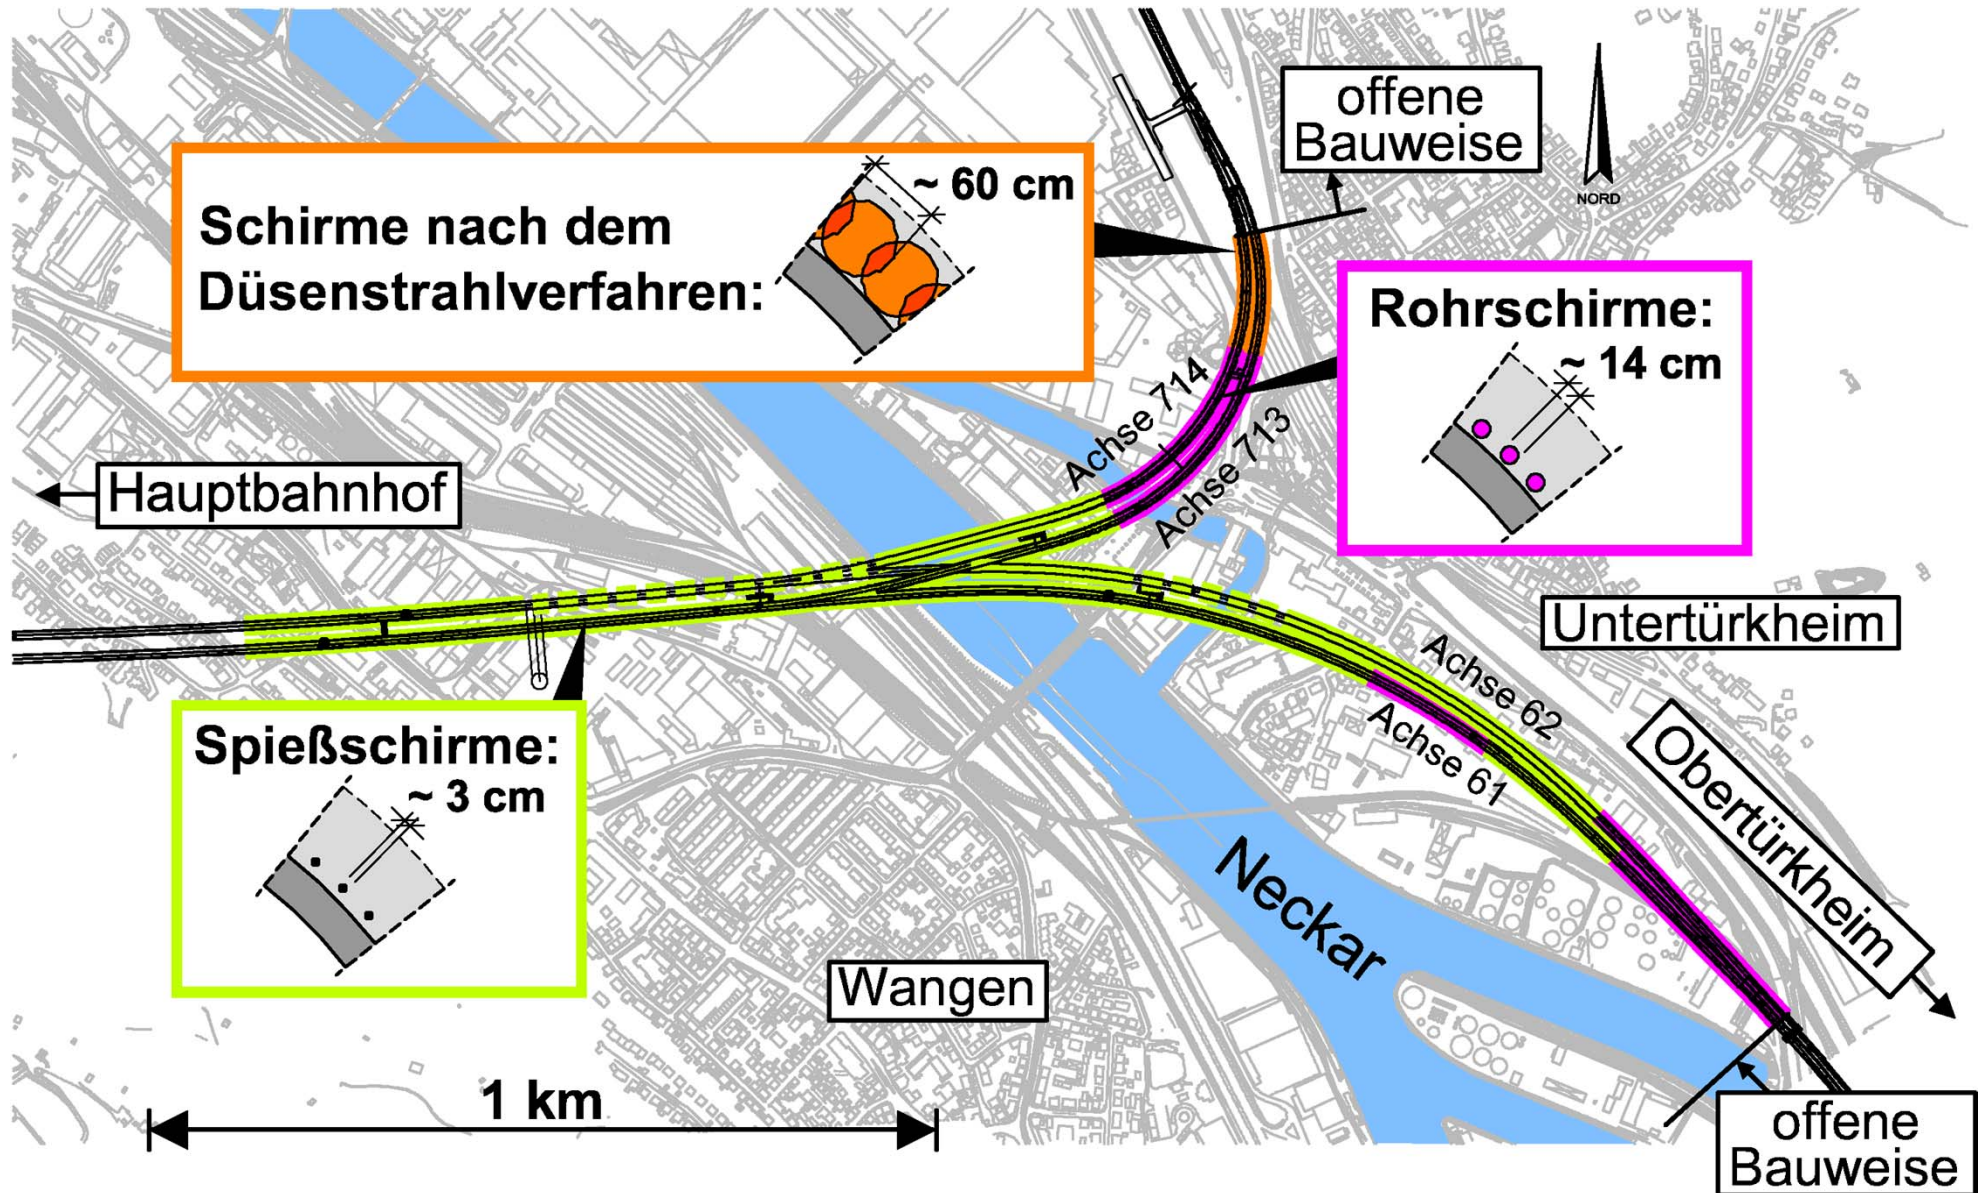 offene
Bauweise
NORD
Schirme nach dem
Düsenstrahlverfahren:
~ 60 cm
Rohrschirme:
~ 14 cm
Achse 714
Achse 713
Hauptbahnhof
Untertürkheim
Achse 62
Achse 61
Obertürkheim
Spießschirme:
~ 3 cm
Neckar
Wangen
1 km
offene
Bauweise